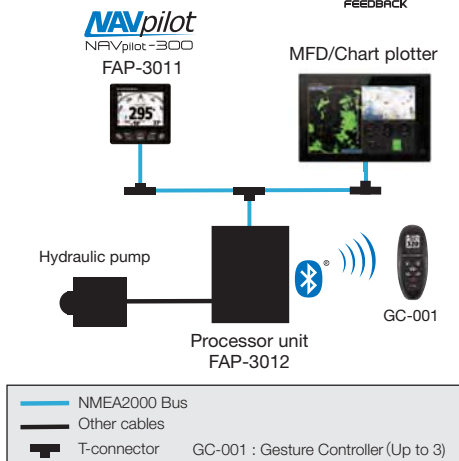 FEEDBACK
NAVpilot
NAVpilot-300
FAP-3011
MFD/Chart plotter
295°
Hydraulic pump
®
GC-001
Processor unit
FAP-3012
NMEA2000 Bus
Other cables
T-connector
GC-001 : Gesture Controller (Up to 3)